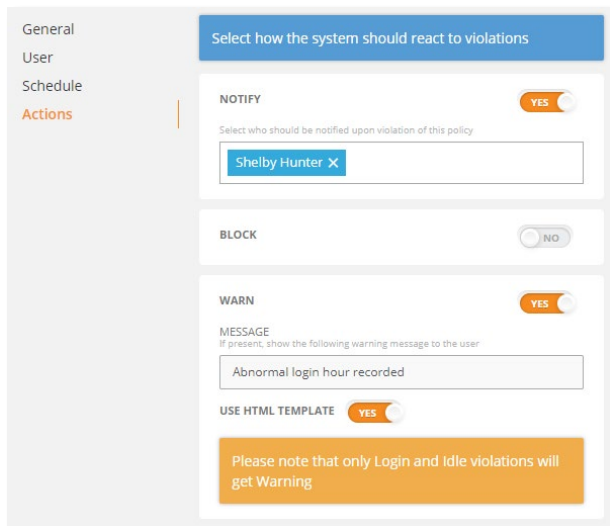 General
User
Schedule
Actions
Select how the system should react to violations
NOTIFY
YES
Select who should be notified upon violation of this policy
Shelby Hunter ✕
BLOCK
NO
WARN
YES
MESSAGE
If present, show the following warning message to the user
Abnormal login hour recorded
USE HTML TEMPLATE YES
Please note that only Login and Idle violations will
get Warning